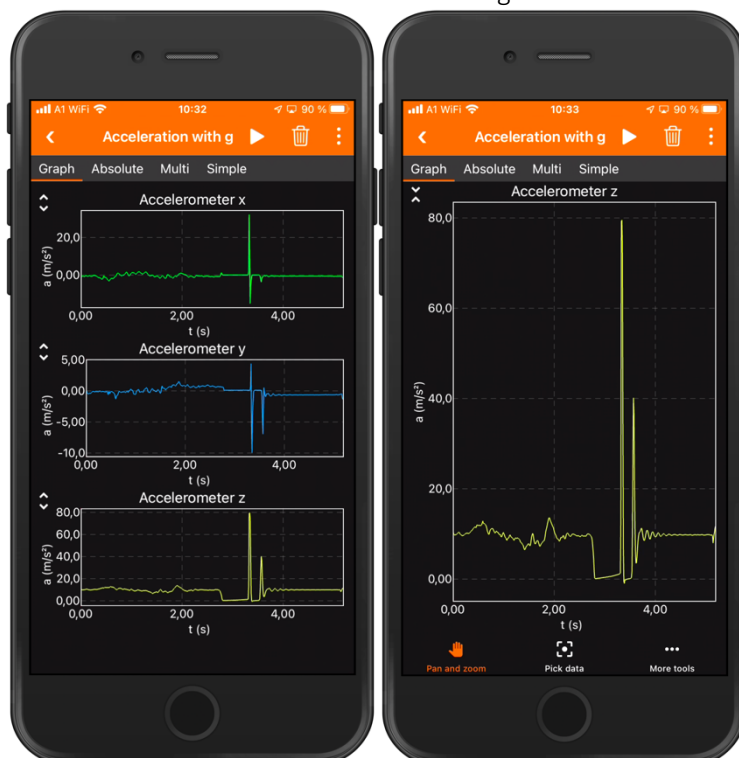 A1 WiFi 10:32 90 %
Acceleration with g
Graph Absolute Multi Simple
Accelerometer x
20,0
0,00
a (m/s²)
0,00 2,00 4,00
t (s)
Accelerometer y
5,00
0,00
-5,00
-10,0
a (m/s²)
0,00 2,00 4,00
t (s)
Accelerometer z
80,0
60,0
40,0
20,0
0,00
a (m/s²)
0,00 2,00 4,00
t (s)
A1 WiFi 10:33 90 %
Acceleration with g
Graph Absolute Multi Simple
Accelerometer z
80,0
60,0
40,0
20,0
0,00
a (m/s²)
0,00 2,00 4,00
t (s)
Pan and zoom Pick data More tools